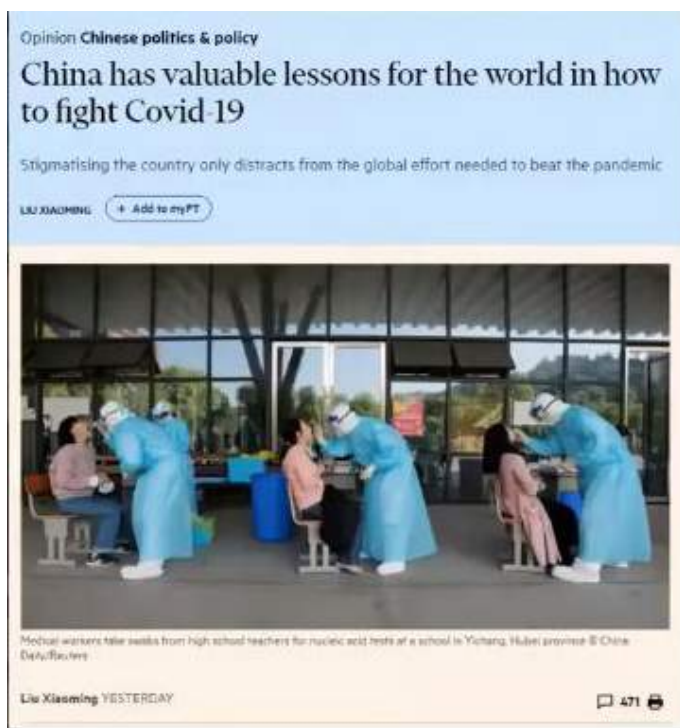 Opinion Chinese politics & policy
China has valuable lessons for the world in how
to fight Covid-19
Stigmatising the country only distracts from the global effort needed to beat the pandemic
LIU XIAOMING + Add to myFT
Medical workers take swabs from high school teachers for nucleic acid tests at a school in Yichang, Hubei province © China
Daily/Reuters
Liu Xiaoming YESTERDAY 471